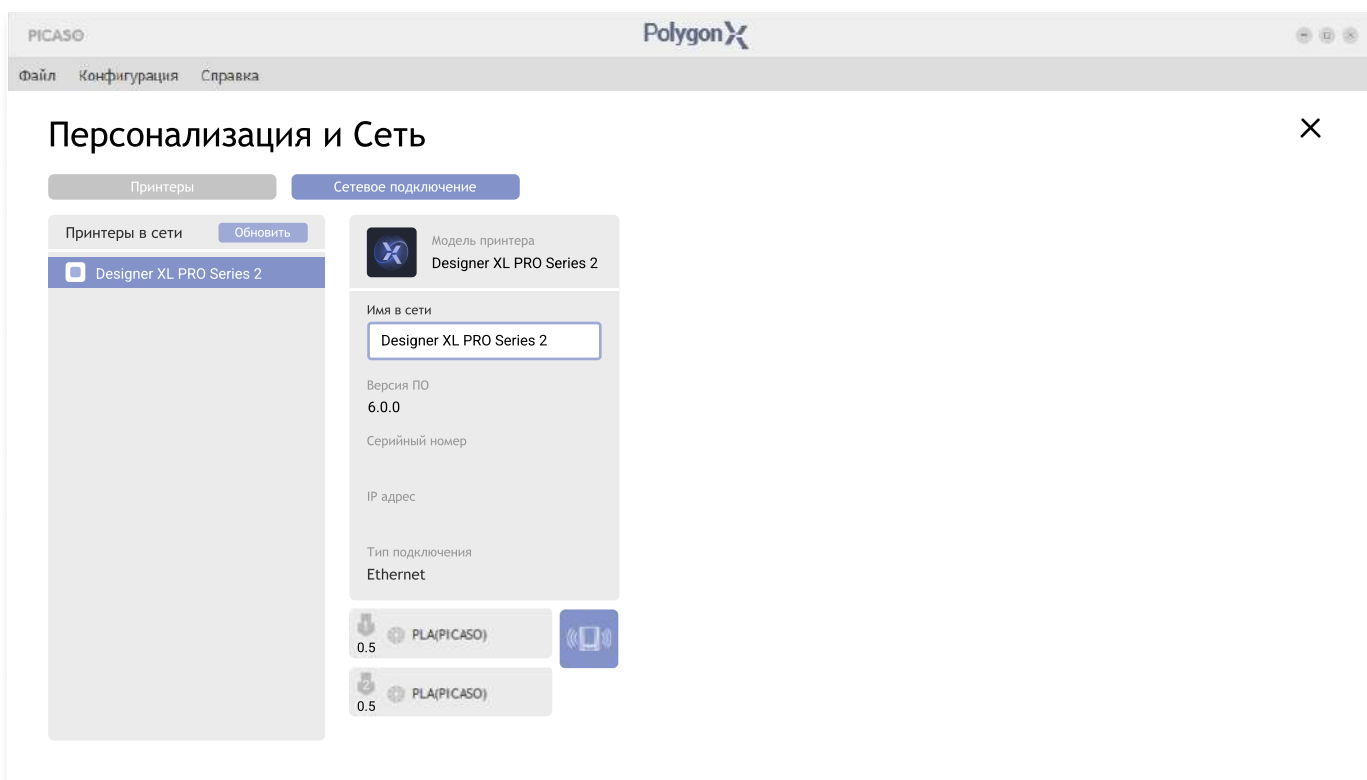 PICASO
PolygonX
Файл Конфигурация Справка
Персонализация и Сеть
Принтеры Сетевое подключение
Принтеры в сети Обновить
Designer XL PRO Series 2
Модель принтера
Designer XL PRO Series 2
Имя в сети
Designer XL PRO Series 2
Версия ПО
6.0.0
Серийный номер
IP адрес
Тип подключения
Ethernet
1
0.5 PLA(PICASO)
2
0.5 PLA(PICASO)